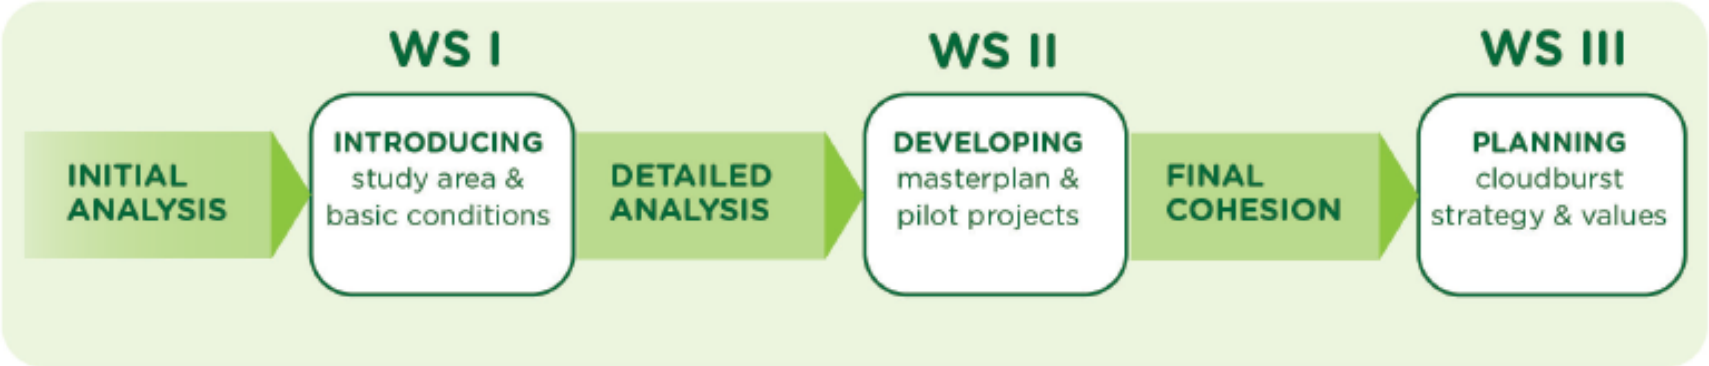 WS I
WS II
WS III
INITIAL
ANALYSIS
INTRODUCING
study area &
basic conditions
DETAILED
ANALYSIS
DEVELOPING
masterplan &
pilot projects
FINAL
COHESION
PLANNING
cloudburst
strategy & values